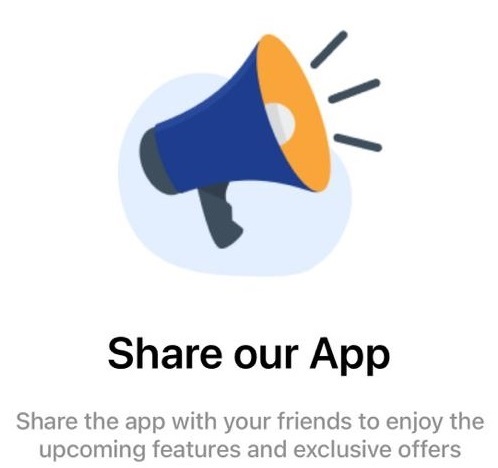 Share our App
Share the app with your friends to enjoy the
upcoming features and exclusive offers